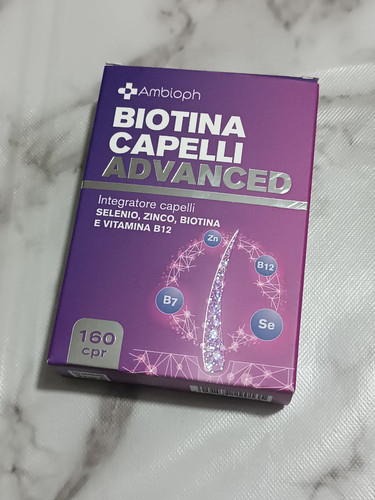 Ambioph
BIOTINA
CAPELLI
ADVANCED
Integratore capelli
SELENIO, ZINCO, BIOTINA
E VITAMINA B12
Zn
B12
B7
Se
160
cpr